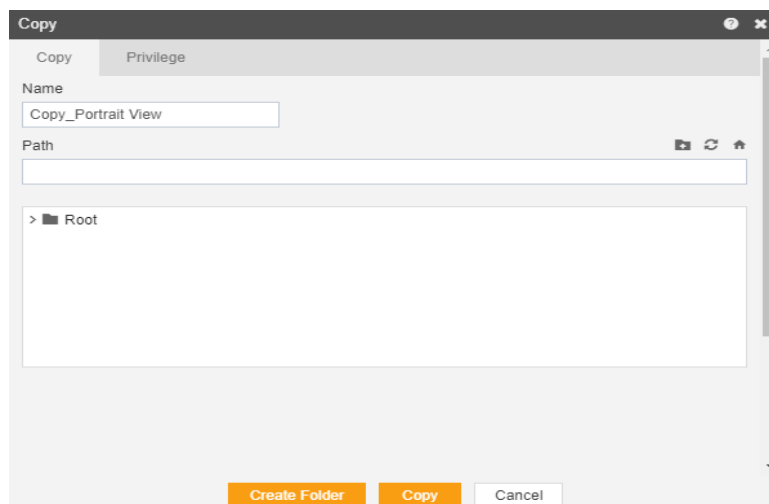 Copy
Copy Privilege
Name
Copy_Portrait View
Path
Root
Create Folder Copy Cancel